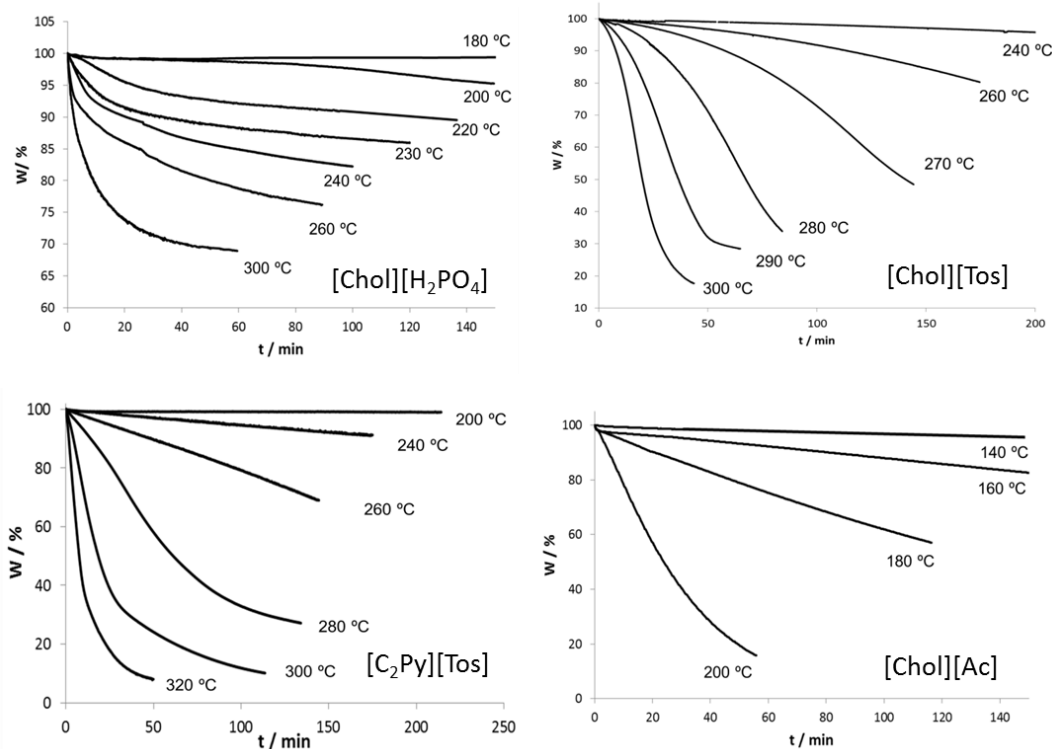 105
100
95
90
85
80
75
70
65
60
W/ %
0 20 40 60 80 100 120 140
t / min
180 ºC
200 ºC
220 ºC
230 ºC
240 ºC
260 ºC
300 ºC
[Chol][H₂PO₄]
100
90
80
70
60
50
40
30
20
10
W / %
0 50 100 150 200
t / min
240 ºC
260 ºC
270 ºC
280 ºC
290 ºC
300 ºC
[Chol][Tos]
100
80
60
40
20
0
W / %
0 50 100 150 200 250
t / min
200 ºC
240 ºC
260 ºC
280 ºC
300 ºC
320 ºC
[C₂Py][Tos]
100
80
60
40
20
0
W / %
0 20 40 60 80 100 120 140
t / min
140 ºC
160 ºC
180 ºC
200 ºC
[Chol][Ac]